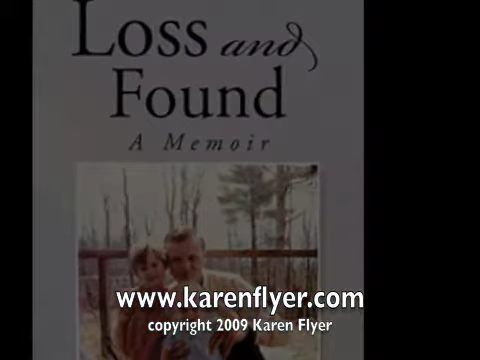 Loss and
Found
A Memoir
www.karenflyer.com
copyright 2009 Karen Flyer